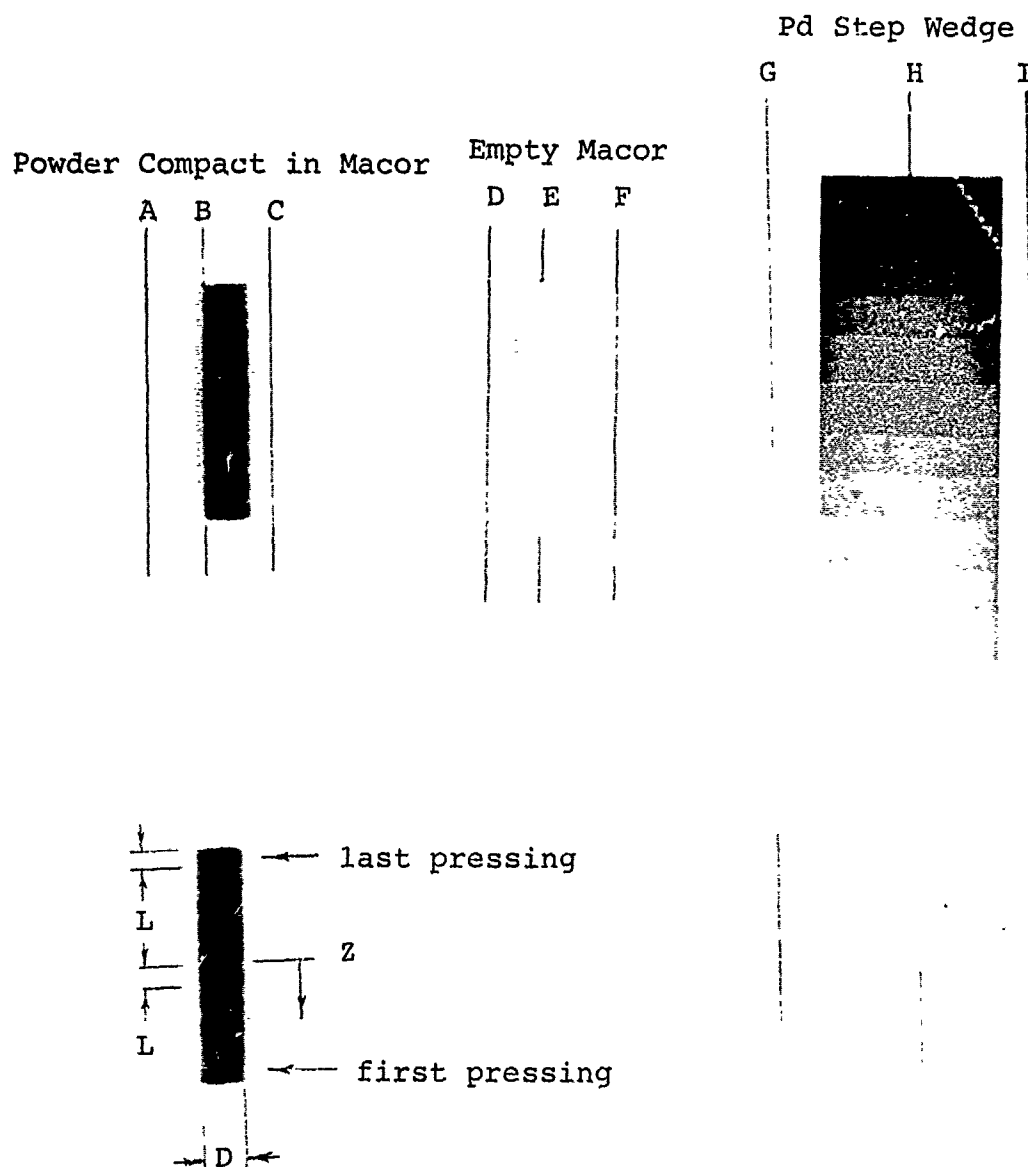 Pd Step Wedge
G H I
Powder Compact in Macor
Empty Macor
A B C
D E F
last pressing
L
Z
L
first pressing
D